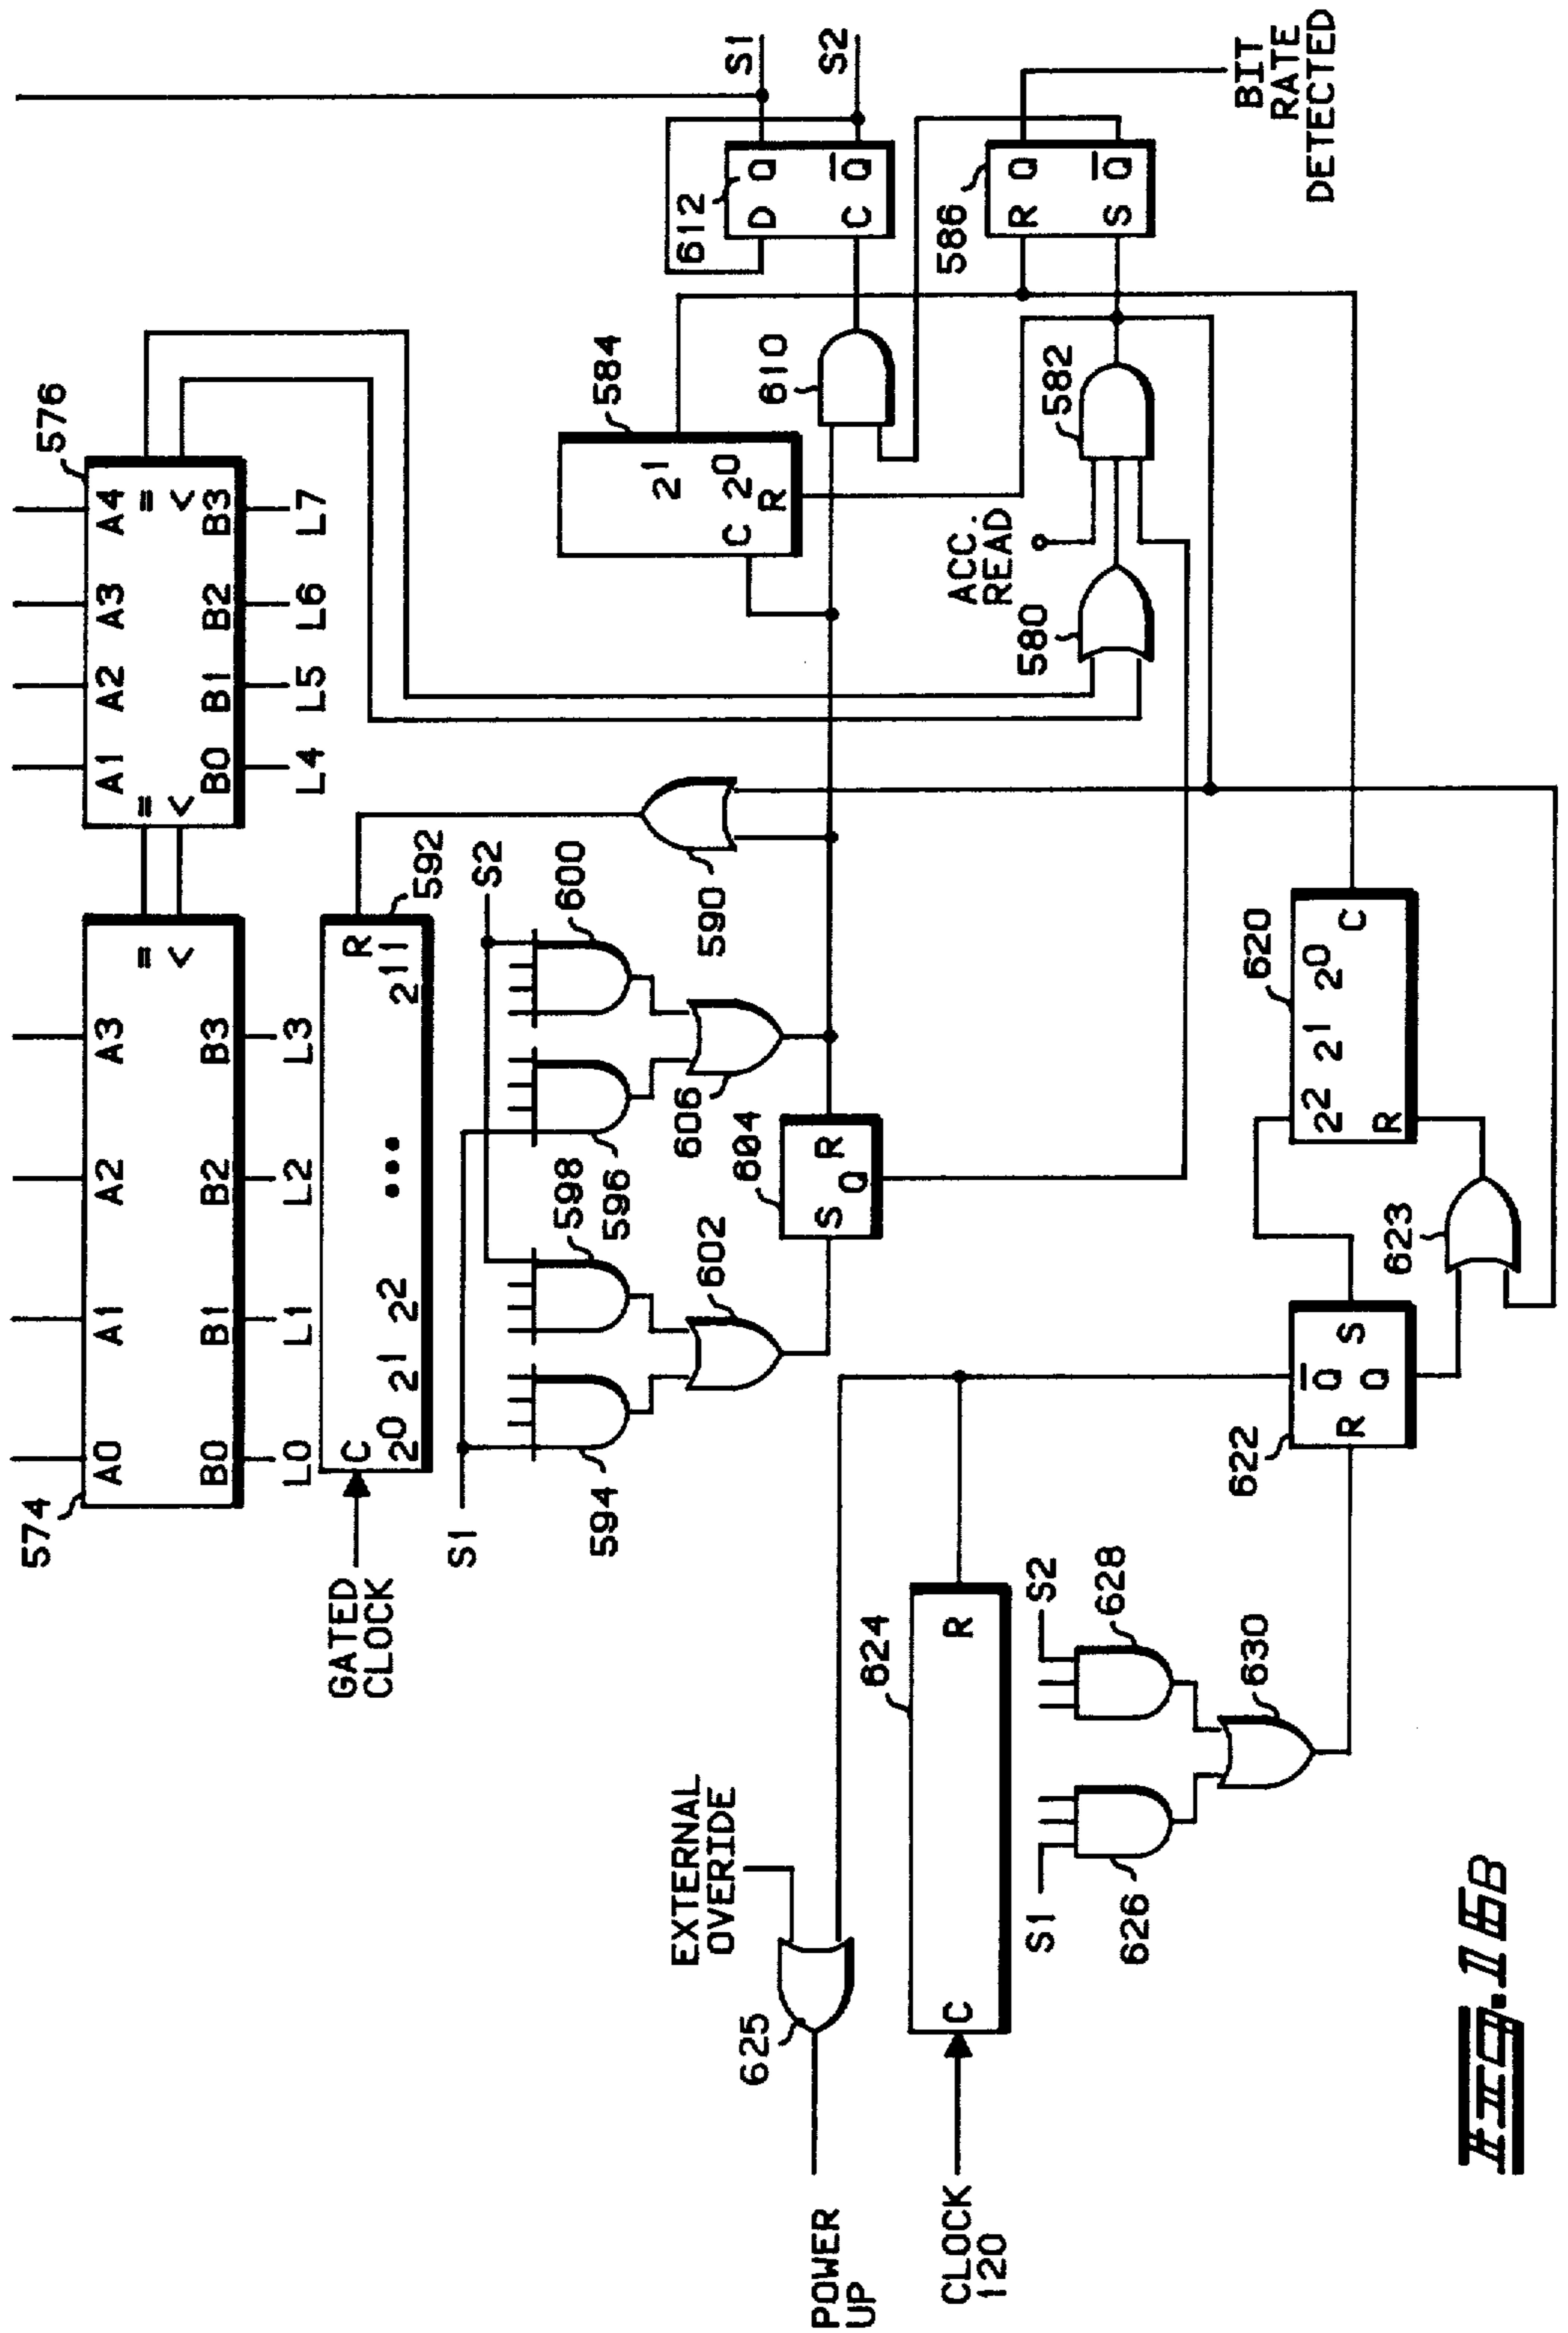 574
576
A0 A1 A2 A3
= <
B0 B1 B2 B3
L0 L1 L2 L3
A1 A2 A3 A4
= <
= <
B0 B1 B2 B3
L4 L5 L6 L7
GATED
CLOCK
C R
2⁰ 2¹ 2² ... 2¹¹
592
S1
S2
594
598
596
600
602
606
604
S R
Q
590
584
2¹
C 2⁰
R
610
612
D Q
C Q̅
S1
S2
EXTERNAL
OVERIDE
625
POWER
UP
624
C R
CLOCK
120
S1
S2
626
628
630
ACC.
READ
580
582
586
R Q
S Q̅
BIT
RATE
DETECTED
622
Q̅ S
R Q
620
2² 2¹ 2⁰
R C
623
Fig. 16B